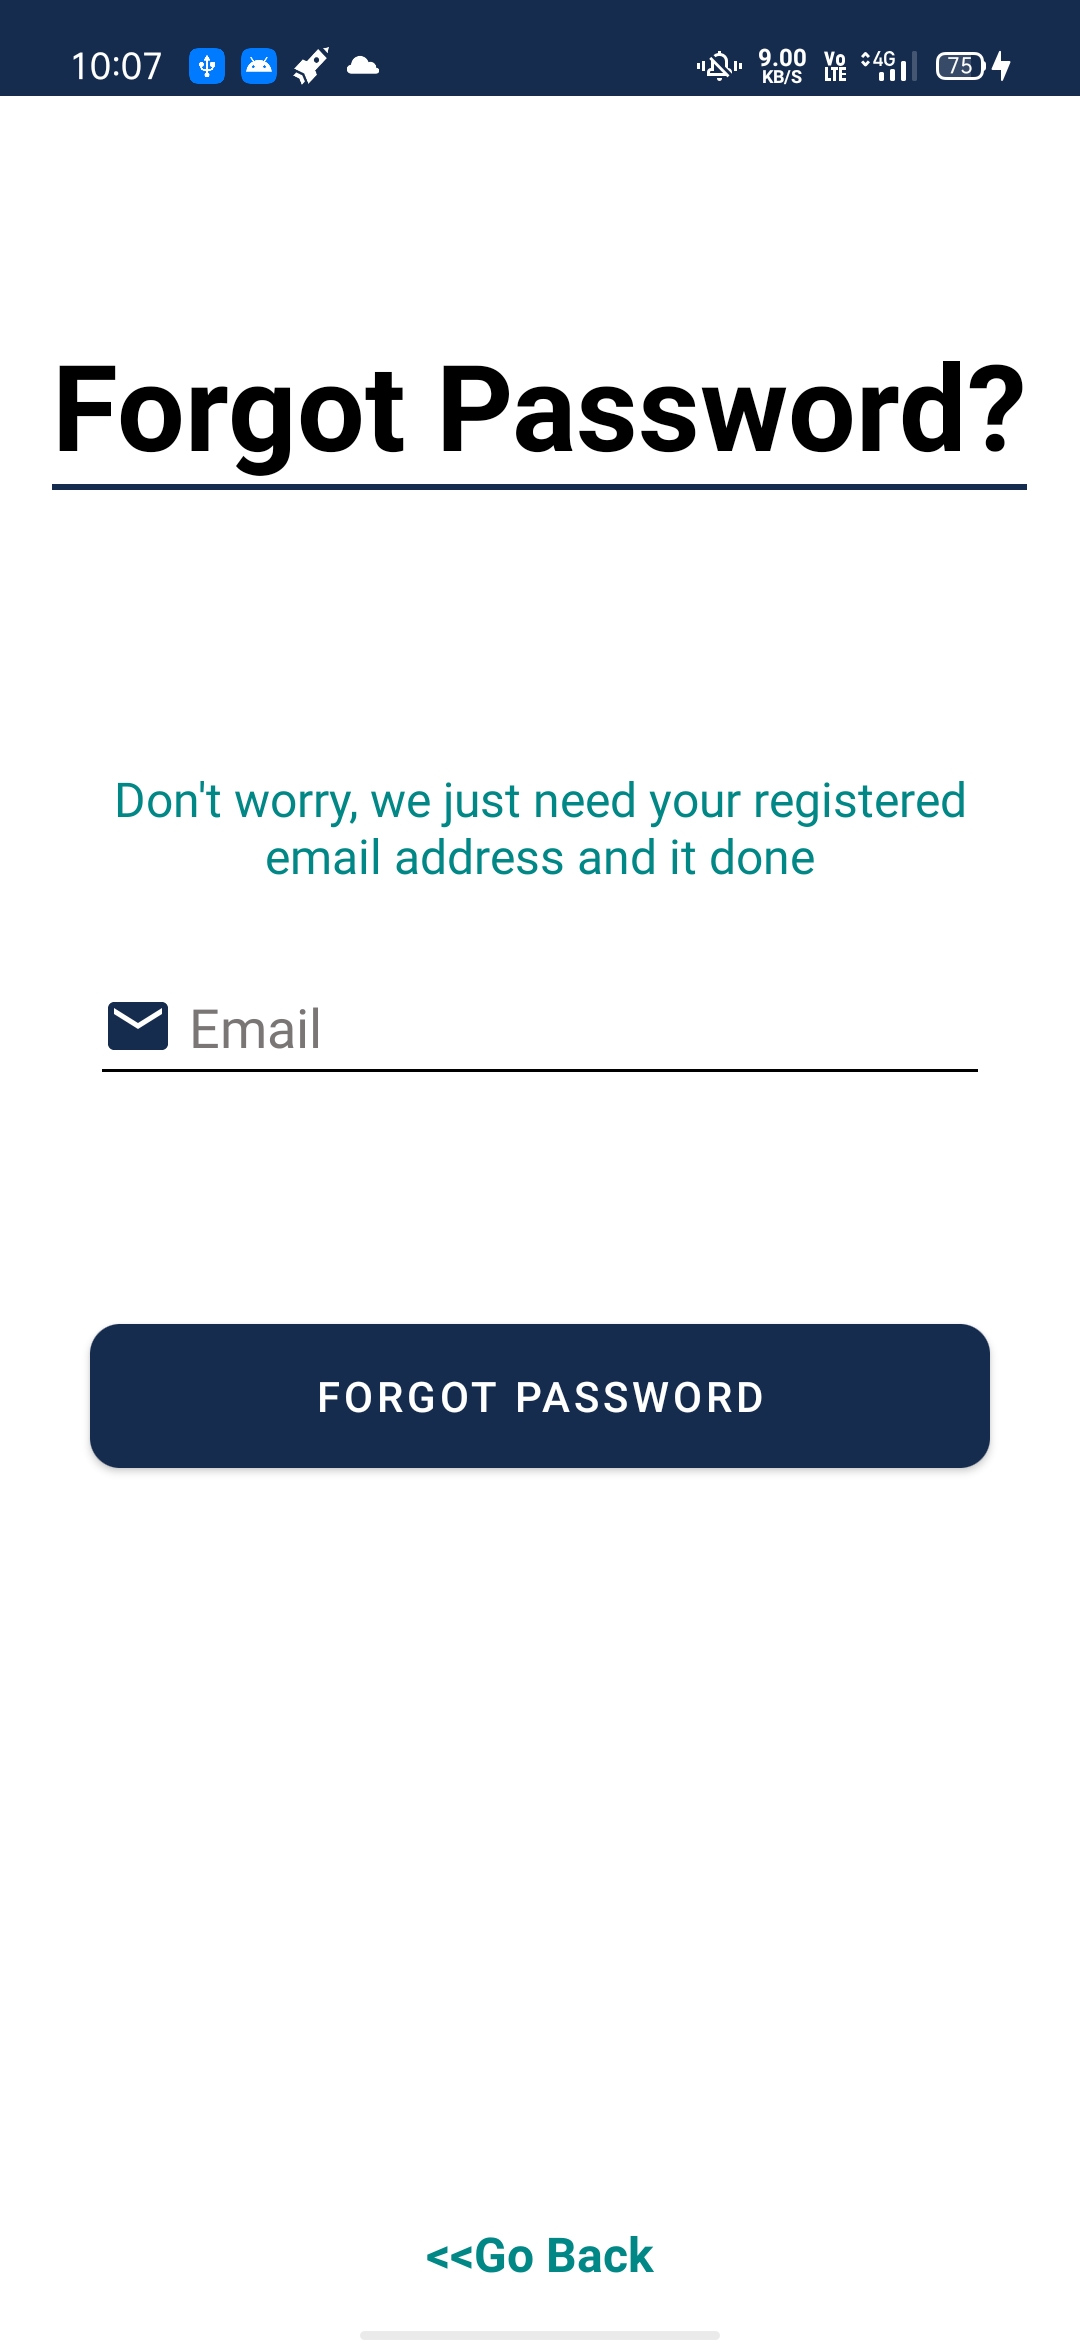 10:07 9.00 KB/S Vo LTE 4G 75
Forgot Password?
Don't worry, we just need your registered
email address and it done
Email
FORGOT PASSWORD
<<Go Back